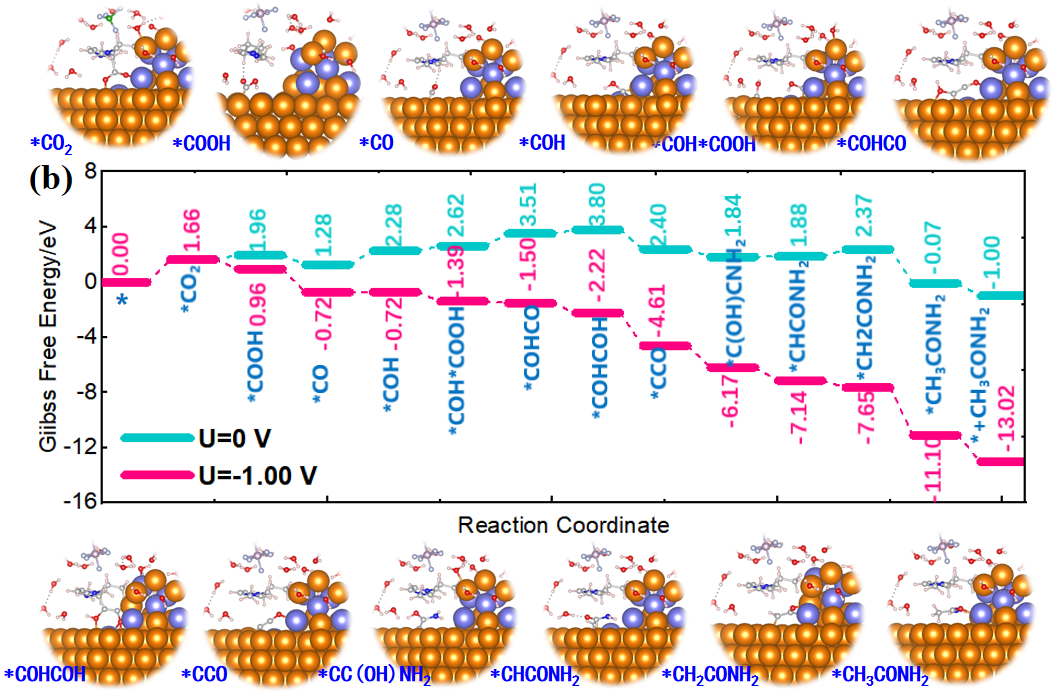 *CO₂
*COOH
*CO
*COH
*COH*COOH
*COHCO
(b)
Giibss Free Energy/eV
8
4
0
-4
-8
-12
-16
0.00
1.66
1.96
1.28
2.28
2.62
3.51
3.80
2.40
1.84
1.88
2.37
-0.07
-1.00
0.96
-0.72
-0.72
-1.39
-1.50
-2.22
-4.61
-6.17
-7.14
-7.65
-11.10
-13.02
*
*CO₂
*COOH
*CO
*COH
*COH*COOH
*COHCO
*COHCOH
*CCO
*C(OH)CNH₂
*CHCONH₂
*CH2CONH₂
*CH₃CONH₂
*+CH₃CONH₂
U=0 V
U=-1.00 V
Reaction Coordinate
*COHCOH
*CCO
*CC(OH)NH₂
*CHCONH₂
*CH₂CONH₂
*CH₃CONH₂